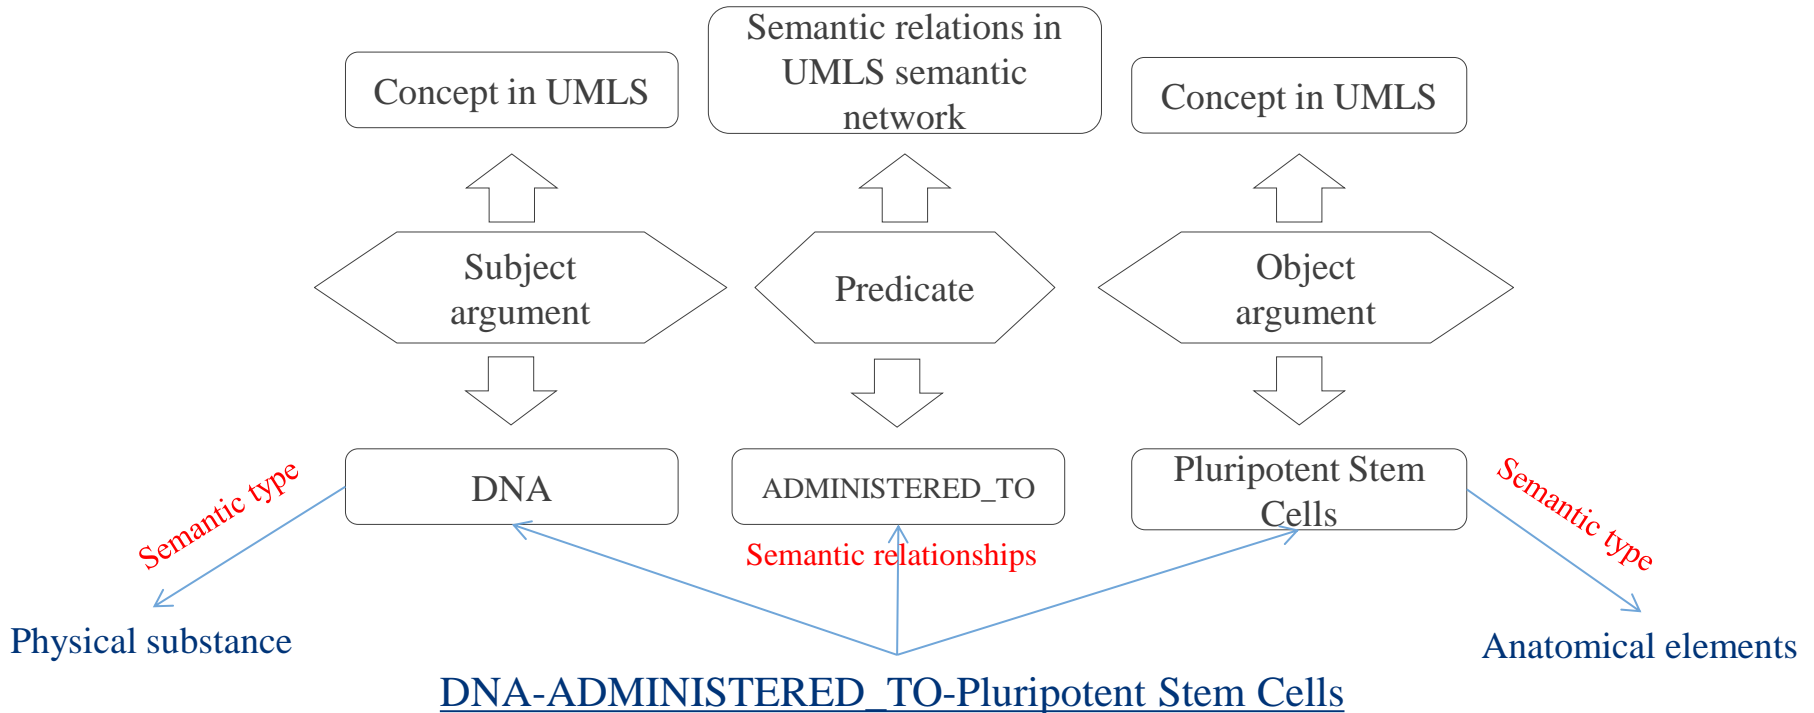 Semantic relations in
UMLS semantic
network
Concept in UMLS
Concept in UMLS
Subject
argument
Predicate
Object
argument
DNA
ADMINISTERED_TO
Pluripotent Stem
Cells
Semantic type
Semantic relationships
Semantic type
Physical substance
Anatomical elements
DNA-ADMINISTERED_TO-Pluripotent Stem Cells